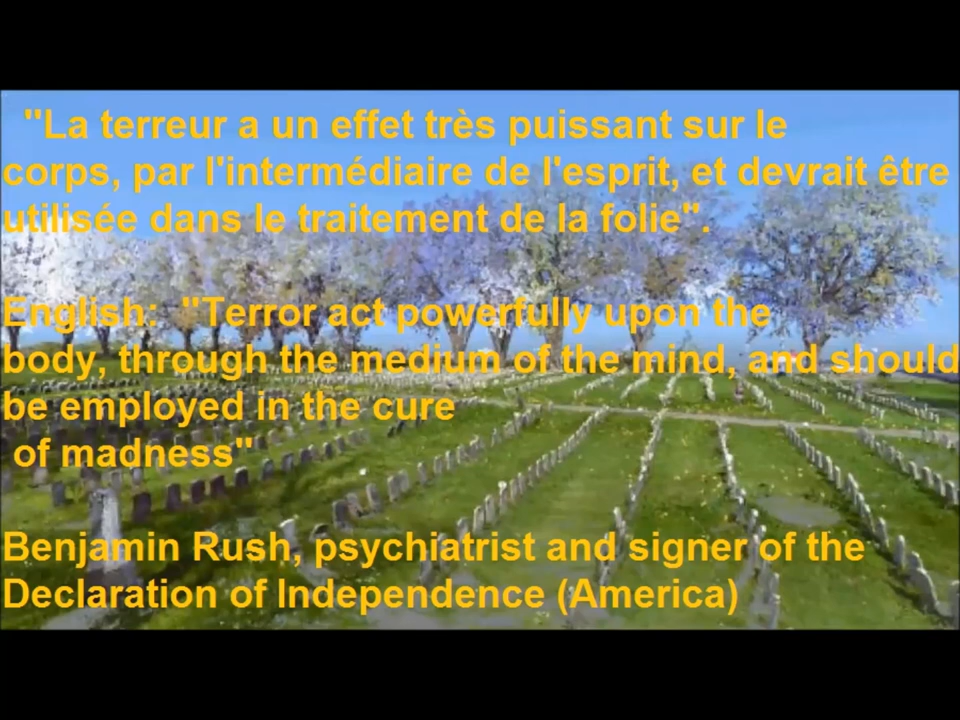 "La terreur a un effet très puissant sur le
corps, par l'intermédiaire de l'esprit, et devrait être
utilisée dans le traitement de la folie".
English: "Terror act powerfully upon the
body, through the medium of the mind, and should
be employed in the cure
of madness"
Benjamin Rush, psychiatrist and signer of the
Declaration of Independence (America)